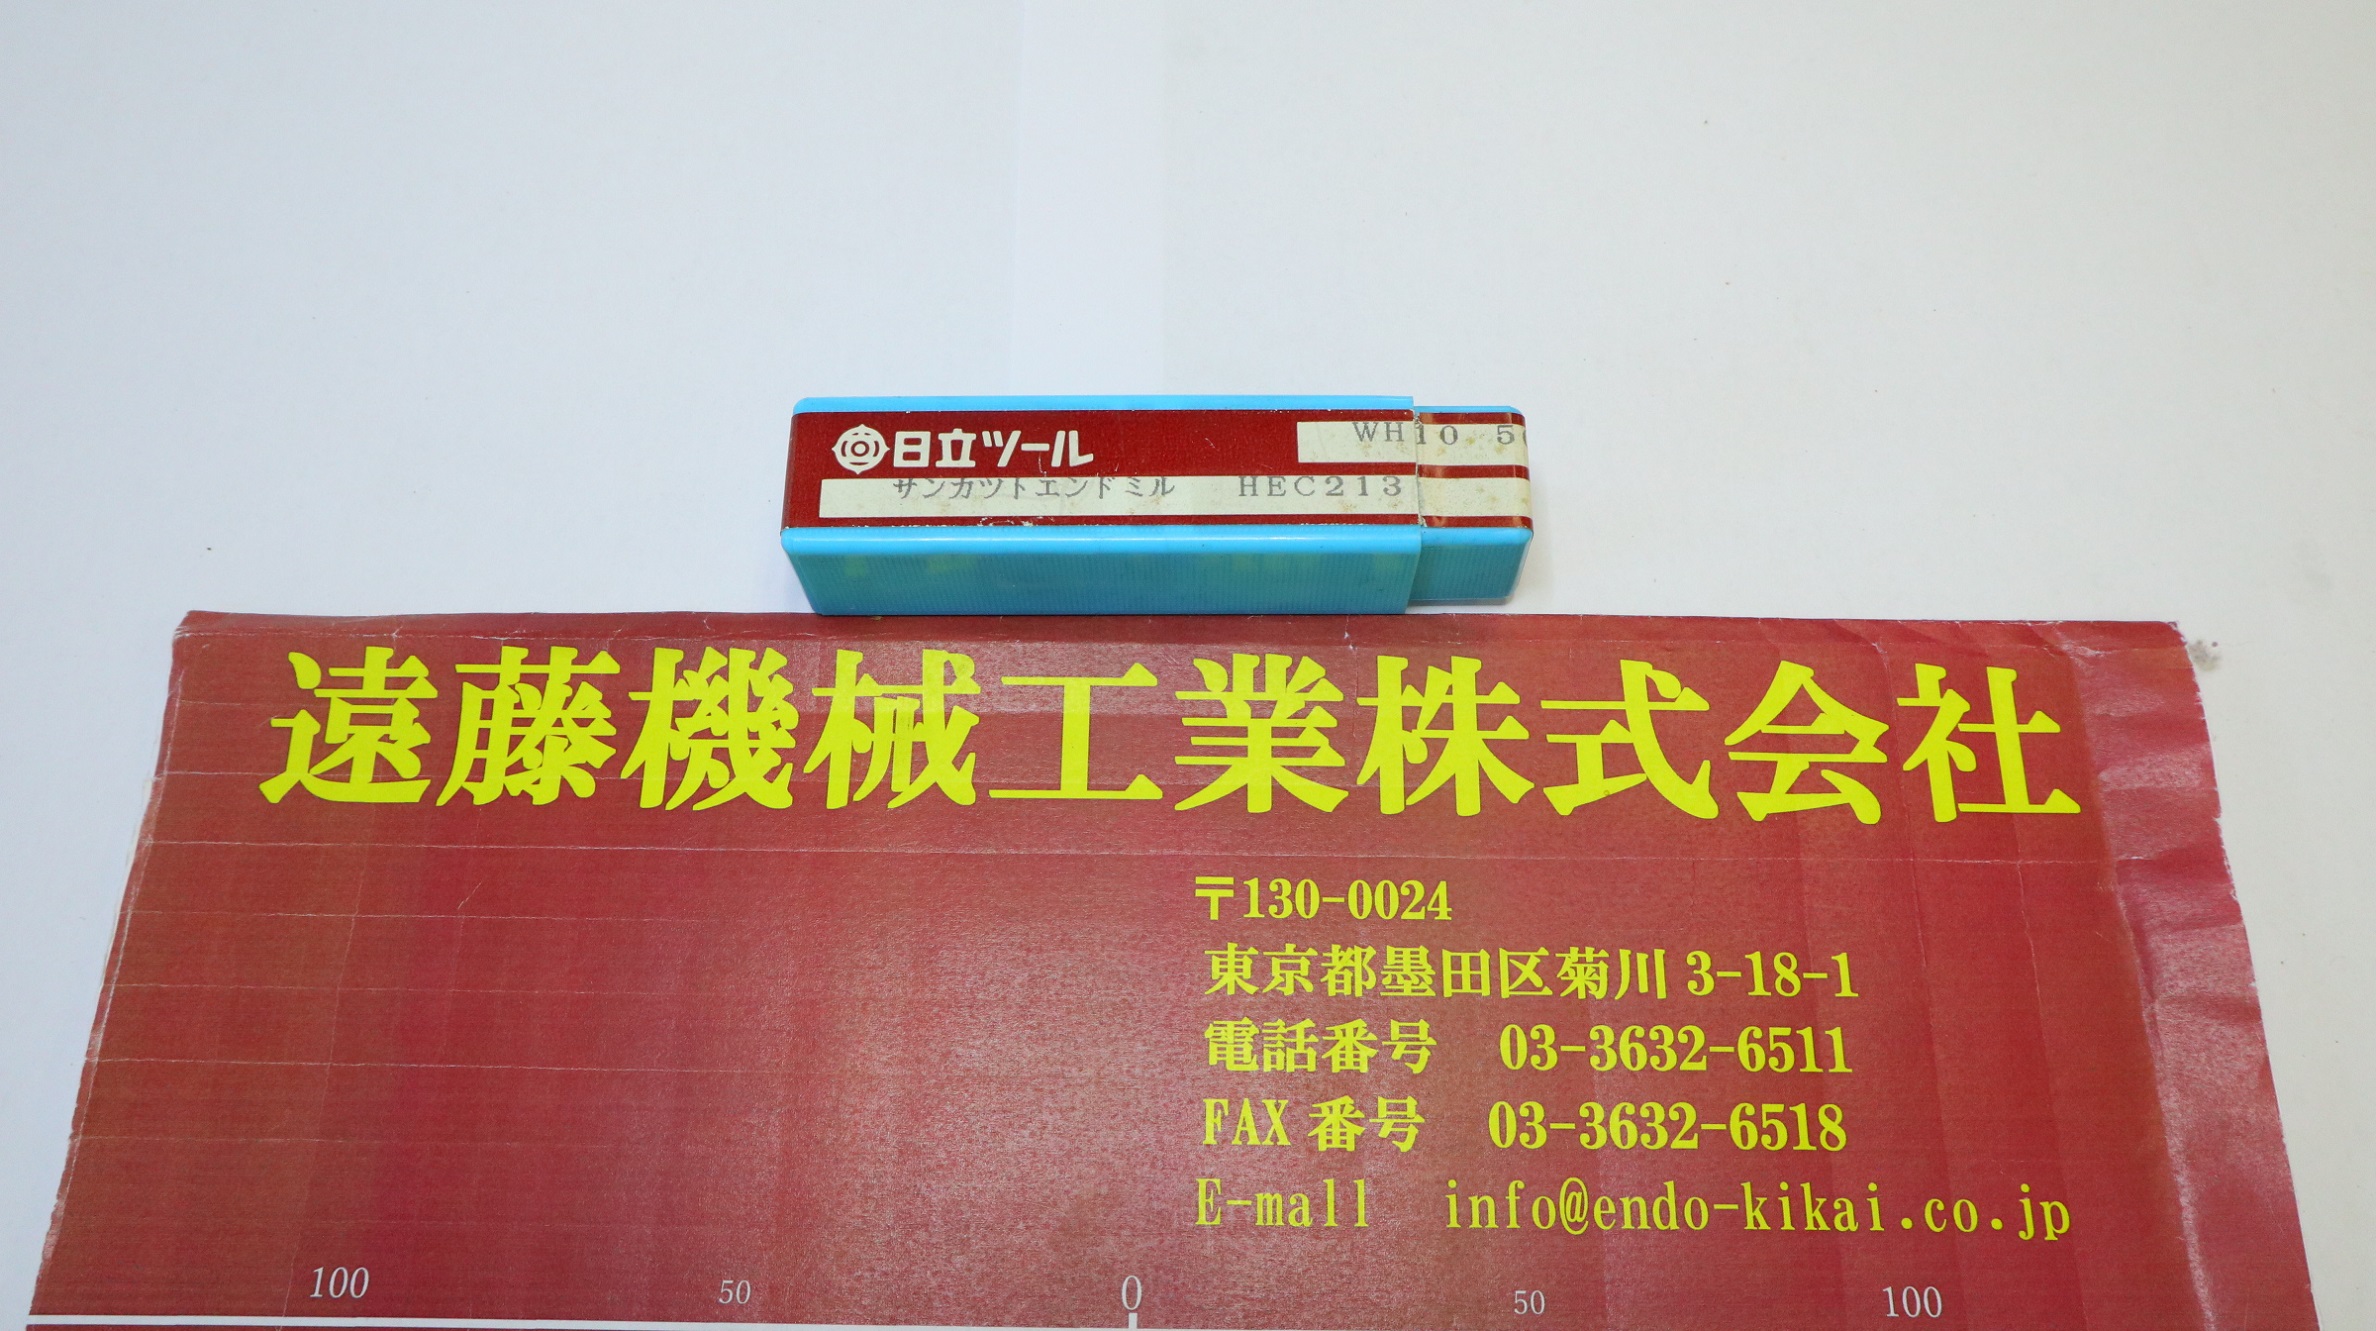 日立ツール
WH10 5
サンカツトエンドミル HEC213
遠藤機械工業株式会社
〒130-0024
東京都墨田区菊川3-18-1
電話番号 03-3632-6511
FAX番号 03-3632-6518
E-mall info@endo-kikai.co.jp
100 50 0 50 100